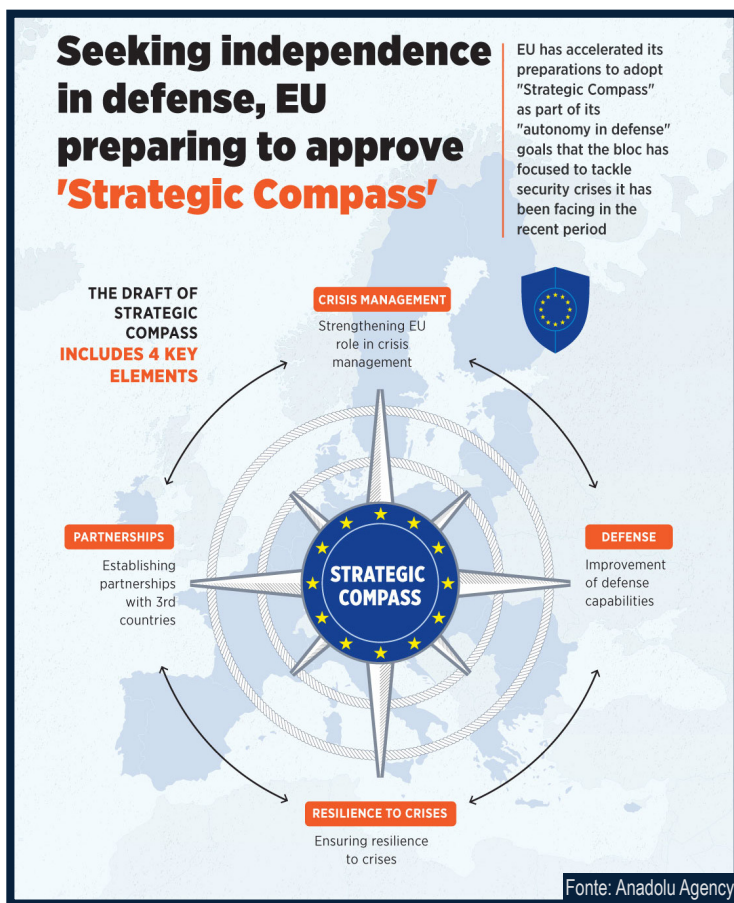 Seeking independence
in defense, EU
preparing to approve
'Strategic Compass'
EU has accelerated its
preparations to adopt
"Strategic Compass"
as part of its
"autonomy in defense"
goals that the bloc has
focused to tackle
security crises it has
been facing in the
recent period
THE DRAFT OF
STRATEGIC
COMPASS
INCLUDES 4 KEY
ELEMENTS
CRISIS MANAGEMENT
Strengthening EU
role in crisis
management
PARTNERSHIPS
Establishing
partnerships
with 3rd
countries
STRATEGIC
COMPASS
DEFENSE
Improvement
of defense
capabilities
RESILIENCE TO CRISES
Ensuring resilience
to crises
Fonte: Anadolu Agency